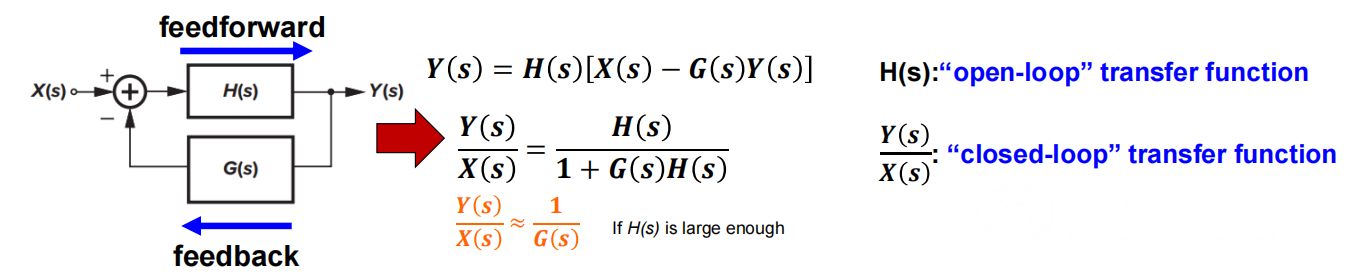 feedforward
X(s) + + − H(s) Y(s)
G(s)
feedback
Y(s) = H(s)[X(s) − G(s)Y(s)]
Y(s)/X(s) = H(s)/(1 + G(s)H(s))
Y(s)/X(s) ≈ 1/G(s) If H(s) is large enough
H(s):“open-loop” transfer function
Y(s)/X(s): “closed-loop” transfer function